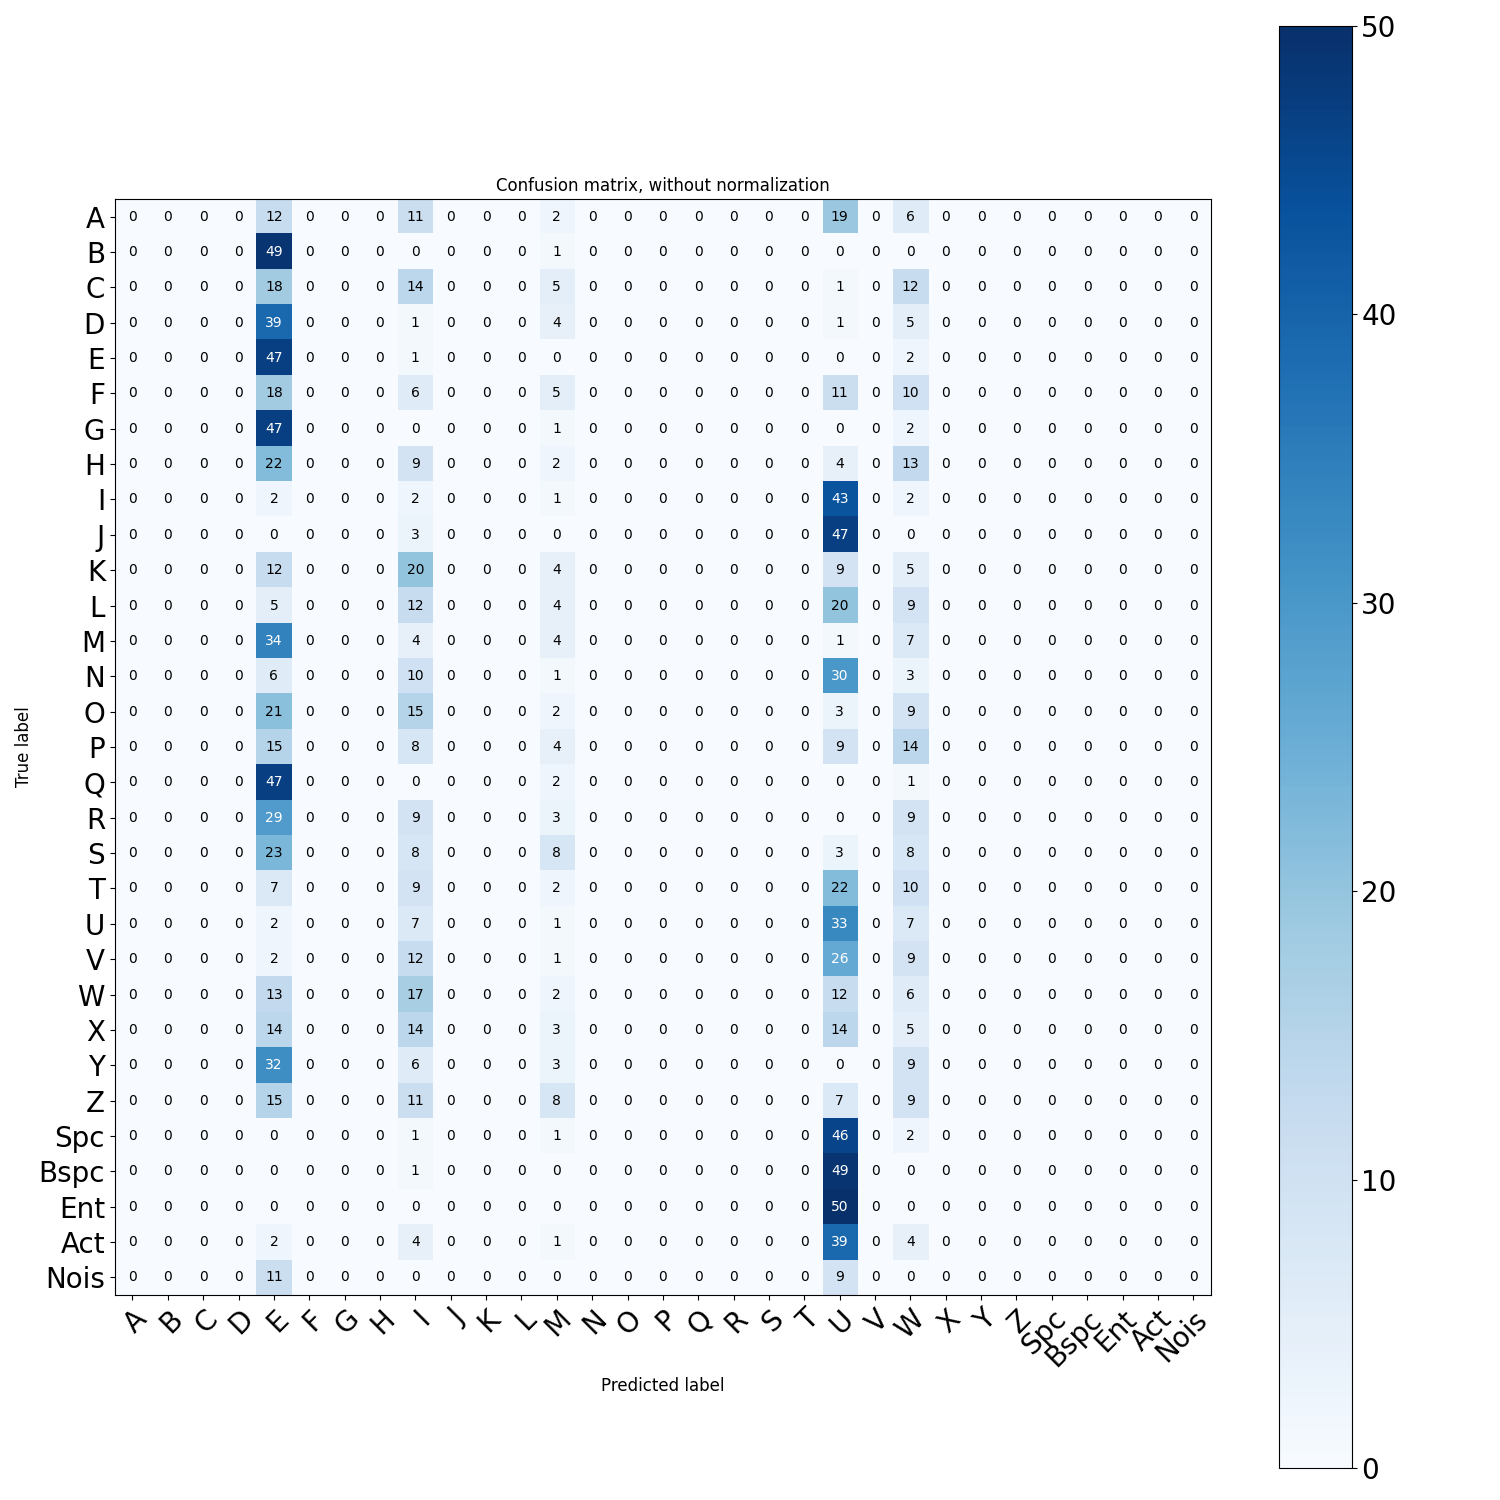 Confusion matrix, without normalization
True label
A 0 0 0 0 12 0 0 0 11 0 0 0 2 0 0 0 0 0 0 0 19 0 6 0 0 0 0 0 0 0 0
B 0 0 0 0 49 0 0 0 0 0 0 0 1 0 0 0 0 0 0 0 0 0 0 0 0 0 0 0 0 0 0
C 0 0 0 0 18 0 0 0 14 0 0 0 5 0 0 0 0 0 0 0 1 0 12 0 0 0 0 0 0 0 0
D 0 0 0 0 39 0 0 0 1 0 0 0 4 0 0 0 0 0 0 0 1 0 5 0 0 0 0 0 0 0 0
E 0 0 0 0 47 0 0 0 1 0 0 0 0 0 0 0 0 0 0 0 0 0 2 0 0 0 0 0 0 0 0
F 0 0 0 0 18 0 0 0 6 0 0 0 5 0 0 0 0 0 0 0 11 0 10 0 0 0 0 0 0 0 0
G 0 0 0 0 47 0 0 0 0 0 0 0 1 0 0 0 0 0 0 0 0 0 2 0 0 0 0 0 0 0 0
H 0 0 0 0 22 0 0 0 9 0 0 0 2 0 0 0 0 0 0 0 4 0 13 0 0 0 0 0 0 0 0
I 0 0 0 0 2 0 0 0 2 0 0 0 1 0 0 0 0 0 0 0 43 0 2 0 0 0 0 0 0 0 0
J 0 0 0 0 0 0 0 0 3 0 0 0 0 0 0 0 0 0 0 0 47 0 0 0 0 0 0 0 0 0 0
K 0 0 0 0 12 0 0 0 20 0 0 0 4 0 0 0 0 0 0 0 9 0 5 0 0 0 0 0 0 0 0
L 0 0 0 0 5 0 0 0 12 0 0 0 4 0 0 0 0 0 0 0 20 0 9 0 0 0 0 0 0 0 0
M 0 0 0 0 34 0 0 0 4 0 0 0 4 0 0 0 0 0 0 0 1 0 7 0 0 0 0 0 0 0 0
N 0 0 0 0 6 0 0 0 10 0 0 0 1 0 0 0 0 0 0 0 30 0 3 0 0 0 0 0 0 0 0
O 0 0 0 0 21 0 0 0 15 0 0 0 2 0 0 0 0 0 0 0 3 0 9 0 0 0 0 0 0 0 0
P 0 0 0 0 15 0 0 0 8 0 0 0 4 0 0 0 0 0 0 0 9 0 14 0 0 0 0 0 0 0 0
Q 0 0 0 0 47 0 0 0 0 0 0 0 2 0 0 0 0 0 0 0 0 0 1 0 0 0 0 0 0 0 0
R 0 0 0 0 29 0 0 0 9 0 0 0 3 0 0 0 0 0 0 0 0 0 9 0 0 0 0 0 0 0 0
S 0 0 0 0 23 0 0 0 8 0 0 0 8 0 0 0 0 0 0 0 3 0 8 0 0 0 0 0 0 0 0
T 0 0 0 0 7 0 0 0 9 0 0 0 2 0 0 0 0 0 0 0 22 0 10 0 0 0 0 0 0 0 0
U 0 0 0 0 2 0 0 0 7 0 0 0 1 0 0 0 0 0 0 0 33 0 7 0 0 0 0 0 0 0 0
V 0 0 0 0 2 0 0 0 12 0 0 0 1 0 0 0 0 0 0 0 26 0 9 0 0 0 0 0 0 0 0
W 0 0 0 0 13 0 0 0 17 0 0 0 2 0 0 0 0 0 0 0 12 0 6 0 0 0 0 0 0 0 0
X 0 0 0 0 14 0 0 0 14 0 0 0 3 0 0 0 0 0 0 0 14 0 5 0 0 0 0 0 0 0 0
Y 0 0 0 0 32 0 0 0 6 0 0 0 3 0 0 0 0 0 0 0 0 0 9 0 0 0 0 0 0 0 0
Z 0 0 0 0 15 0 0 0 11 0 0 0 8 0 0 0 0 0 0 0 7 0 9 0 0 0 0 0 0 0 0
Spc 0 0 0 0 0 0 0 0 1 0 0 0 1 0 0 0 0 0 0 0 46 0 2 0 0 0 0 0 0 0 0
Bspc 0 0 0 0 0 0 0 0 1 0 0 0 0 0 0 0 0 0 0 0 49 0 0 0 0 0 0 0 0 0 0
Ent 0 0 0 0 0 0 0 0 0 0 0 0 0 0 0 0 0 0 0 0 50 0 0 0 0 0 0 0 0 0 0
Act 0 0 0 0 2 0 0 0 4 0 0 0 1 0 0 0 0 0 0 0 39 0 4 0 0 0 0 0 0 0 0
Nois 0 0 0 0 11 0 0 0 0 0 0 0 0 0 0 0 0 0 0 0 9 0 0 0 0 0 0 0 0 0 0
A B C D E F G H I J K L M N O P Q R S T U V W X Y Z Spc Bspc Ent Act Nois
Predicted label
50
40
30
20
10
0